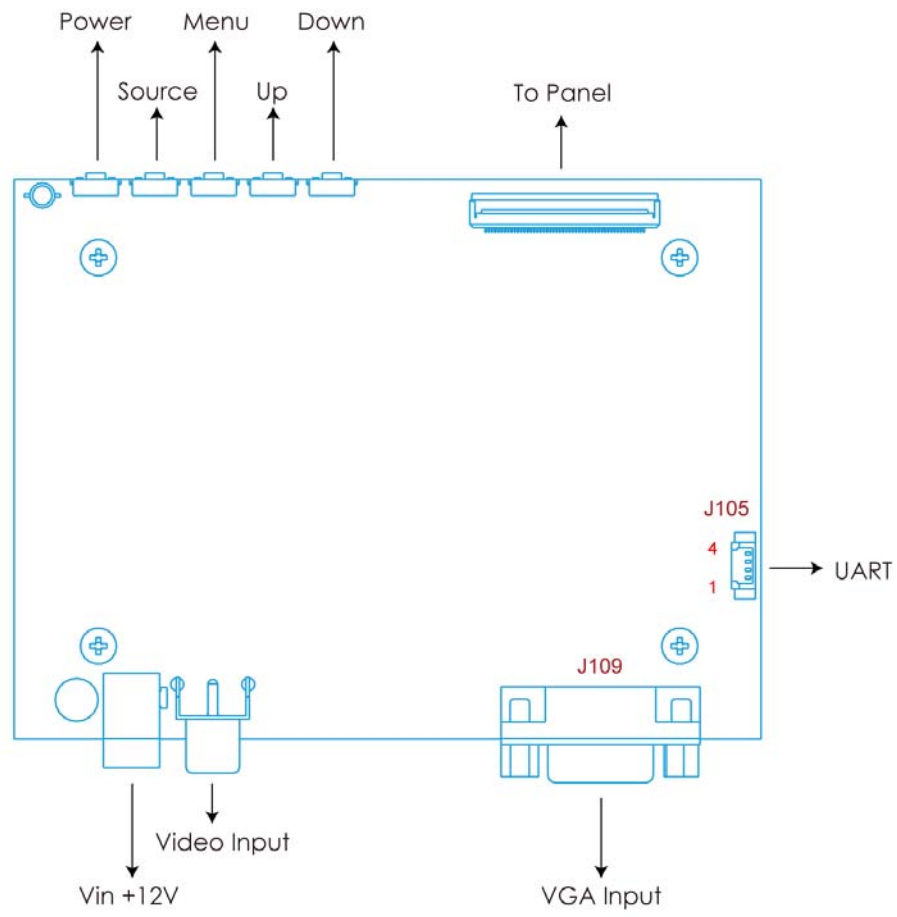 Power Menu Down
Source Up To Panel
J105
4
1
UART
J109
Video Input
Vin +12V VGA Input